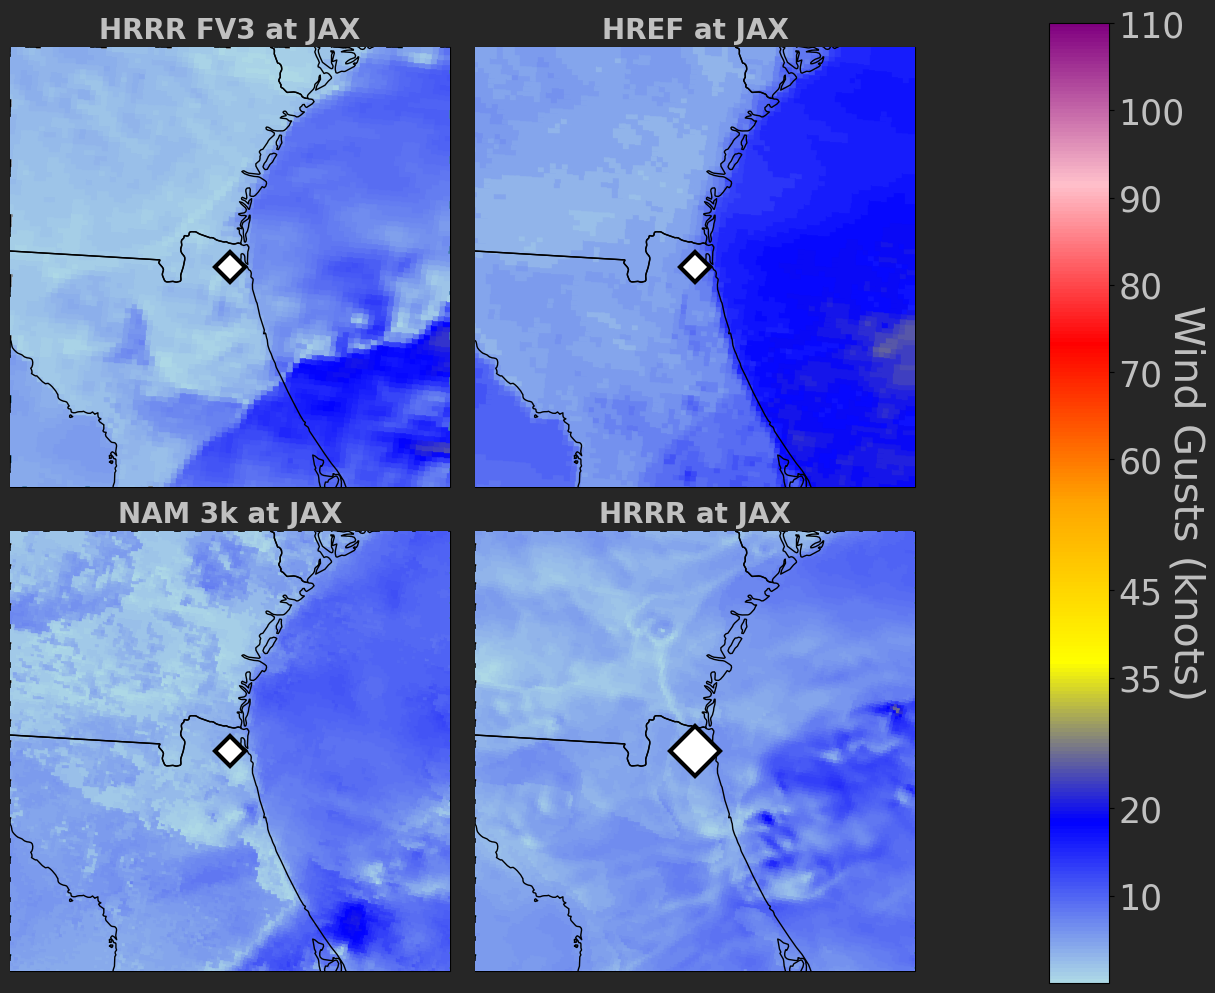 HRRR FV3 at JAX
HREF at JAX
NAM 3k at JAX
HRRR at JAX
110
100
90
80
70
60
45
35
20
10
Wind Gusts (knots)